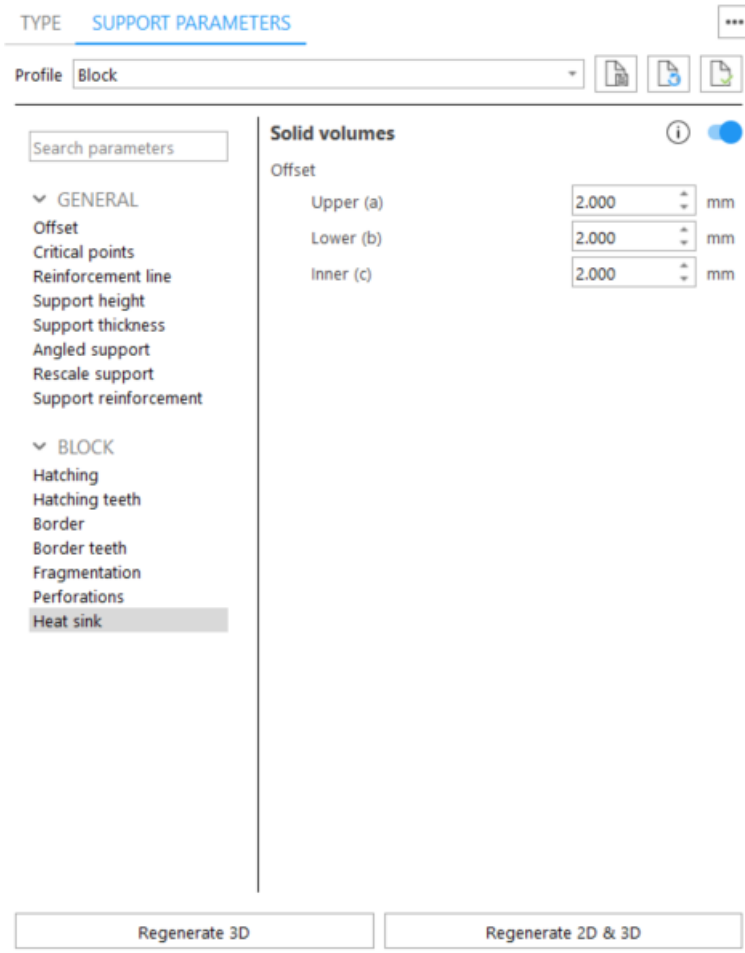 TYPE SUPPORT PARAMETERS
Profile Block
Search parameters
GENERAL
Offset
Critical points
Reinforcement line
Support height
Support thickness
Angled support
Rescale support
Support reinforcement
BLOCK
Hatching
Hatching teeth
Border
Border teeth
Fragmentation
Perforations
Heat sink
Solid volumes
Offset
Upper (a) 2.000 mm
Lower (b) 2.000 mm
Inner (c) 2.000 mm
Regenerate 3D Regenerate 2D & 3D